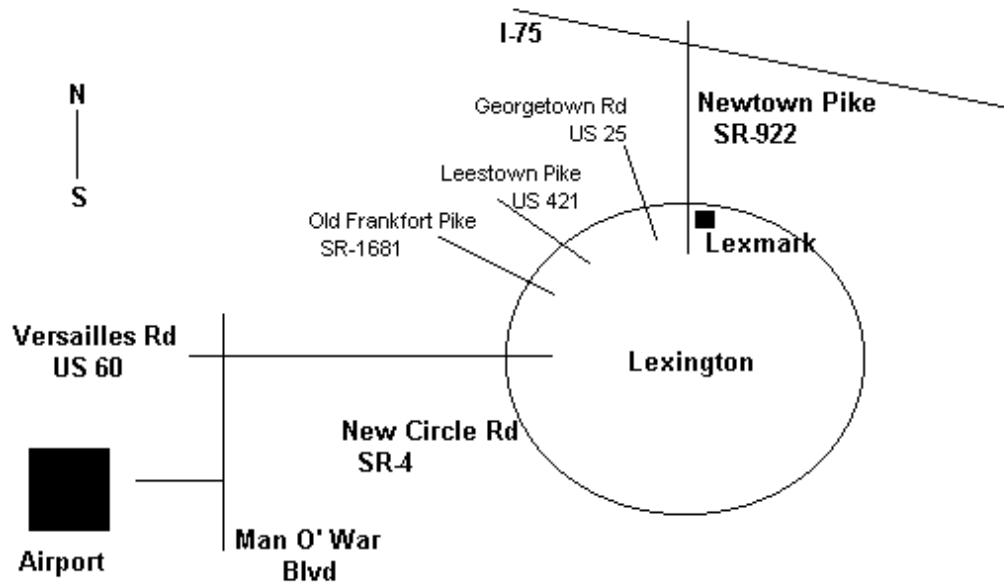 I-75
N
S
Newtown Pike
SR-922
Georgetown Rd
US 25
Leestown Pike
US 421
Old Frankfort Pike
SR-1681
Lexmark
Versailles Rd
US 60
Lexington
New Circle Rd
SR-4
Airport
Man O' War
Blvd